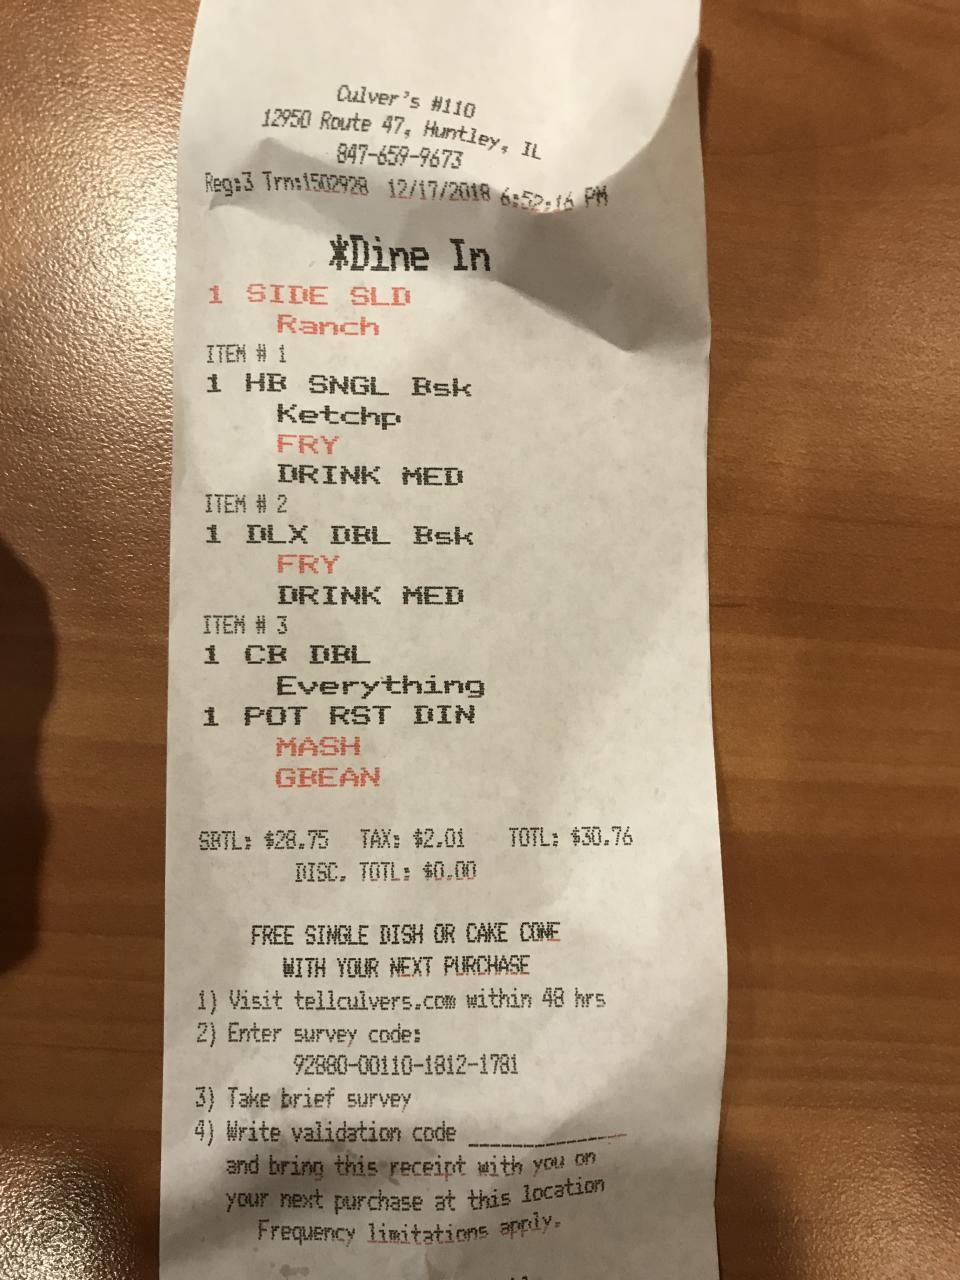 Culver's #110
12950 Route 47, Huntley, IL
847-659-9673
Reg:3 Trn:1502928 12/17/2018 6:52:16 PM
*Dine In
1 SIDE SLD
Ranch
ITEM # 1
1 HB SNGL Bsk
Ketchp
FRY
DRINK MED
ITEM # 2
1 DLX DBL Bsk
FRY
DRINK MED
ITEM # 3
1 CB DBL
Everything
1 POT RST DIN
MASH
GBEAN
SBTL: $28.75 TAX: $2.01 TOTL: $30.76
DISC. TOTL: $0.00
FREE SINGLE DISH OR CAKE CONE
WITH YOUR NEXT PURCHASE
1) Visit tellculvers.com within 48 hrs
2) Enter survey code:
92880-00110-1812-1781
3) Take brief survey
4) Write validation code ____________
and bring this receipt with you on
your next purchase at this location
Frequency limitations apply.